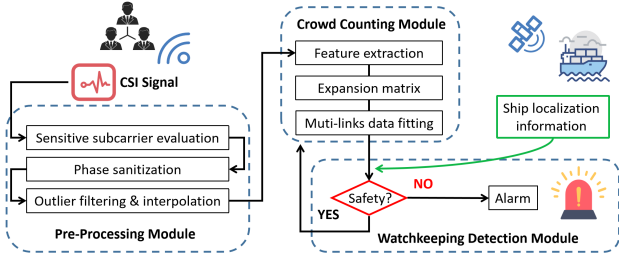 CSI Signal
Sensitive subcarrier evaluation
Phase sanitization
Outlier filtering & interpolation
Pre-Processing Module
Crowd Counting Module
Feature extraction
Expansion matrix
Muti-links data fitting
Ship localization
information
Safety?
NO
YES
Alarm
Watchkeeping Detection Module